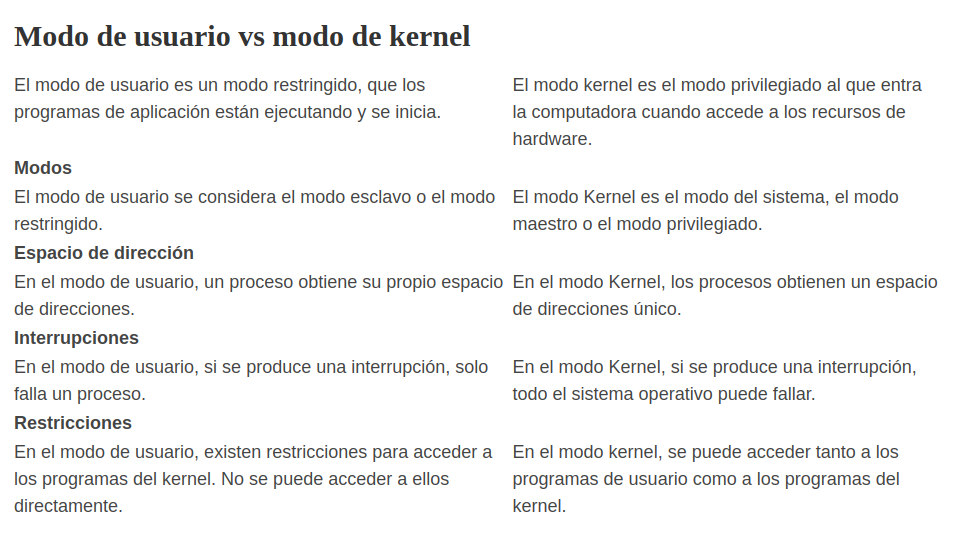 Modo de usuario vs modo de kernel
El modo de usuario es un modo restringido, que los
programas de aplicación están ejecutando y se inicia.
El modo kernel es el modo privilegiado al que entra
la computadora cuando accede a los recursos de
hardware.
Modos
El modo de usuario se considera el modo esclavo o el modo
restringido.
El modo Kernel es el modo del sistema, el modo
maestro o el modo privilegiado.
Espacio de dirección
En el modo de usuario, un proceso obtiene su propio espacio
de direcciones.
En el modo Kernel, los procesos obtienen un espacio
de direcciones único.
Interrupciones
En el modo de usuario, si se produce una interrupción, solo
falla un proceso.
En el modo Kernel, si se produce una interrupción,
todo el sistema operativo puede fallar.
Restricciones
En el modo de usuario, existen restricciones para acceder a
los programas del kernel. No se puede acceder a ellos
directamente.
En el modo kernel, se puede acceder tanto a los
programas de usuario como a los programas del
kernel.